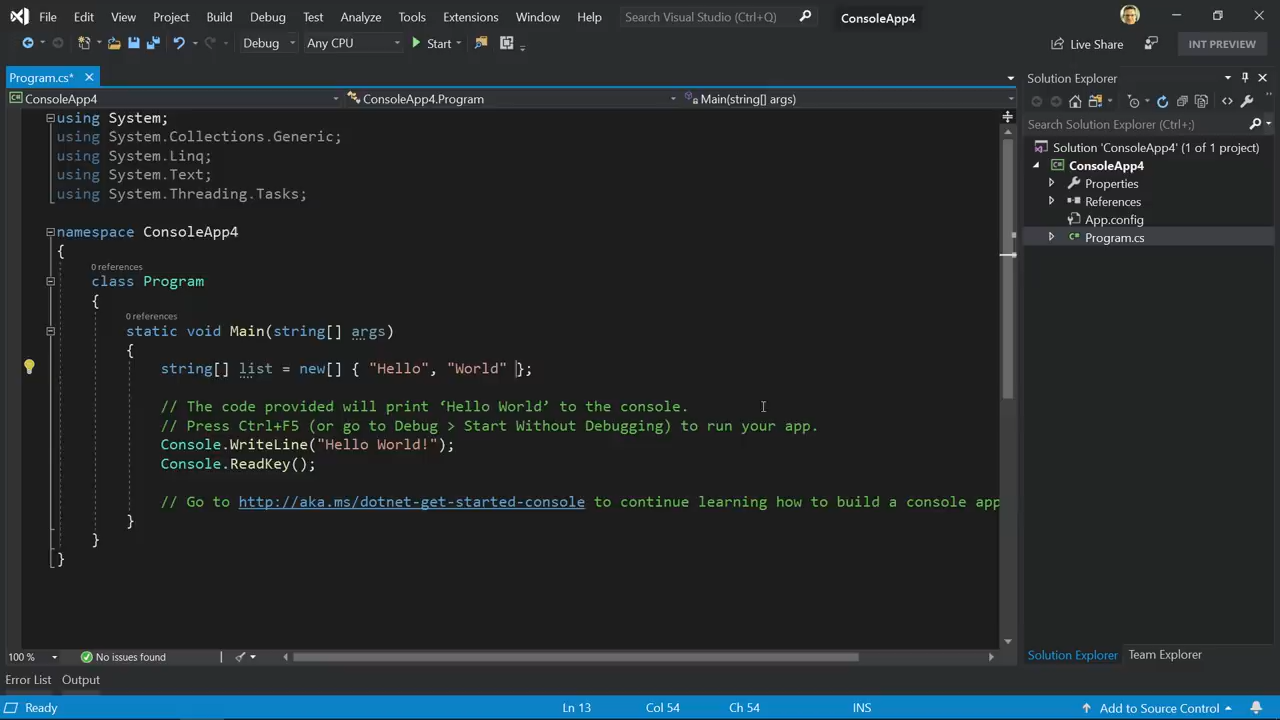 File Edit View Project Build Debug Test Analyze Tools Extensions Window Help Search Visual Studio (Ctrl+Q) ConsoleApp4
Debug Any CPU Start Live Share INT PREVIEW
Program.cs*
Solution Explorer
ConsoleApp4 ConsoleApp4.Program Main(string[] args)
Search Solution Explorer (Ctrl+;)
Solution 'ConsoleApp4' (1 of 1 project)
ConsoleApp4
Properties
References
App.config
Program.cs
using System;
using System.Collections.Generic;
using System.Linq;
using System.Text;
using System.Threading.Tasks;
namespace ConsoleApp4
{
0 references
class Program
{
0 references
static void Main(string[] args)
{
string[] list = new[] { "Hello", "World" };
// The code provided will print ‘Hello World’ to the console.
// Press Ctrl+F5 (or go to Debug > Start Without Debugging) to run your app.
Console.WriteLine("Hello World!");
Console.ReadKey();
// Go to http://aka.ms/dotnet-get-started-console to continue learning how to build a console app
}
}
}
100 % No issues found
Solution Explorer Team Explorer
Error List Output
Ready Ln 13 Col 54 Ch 54 INS Add to Source Control